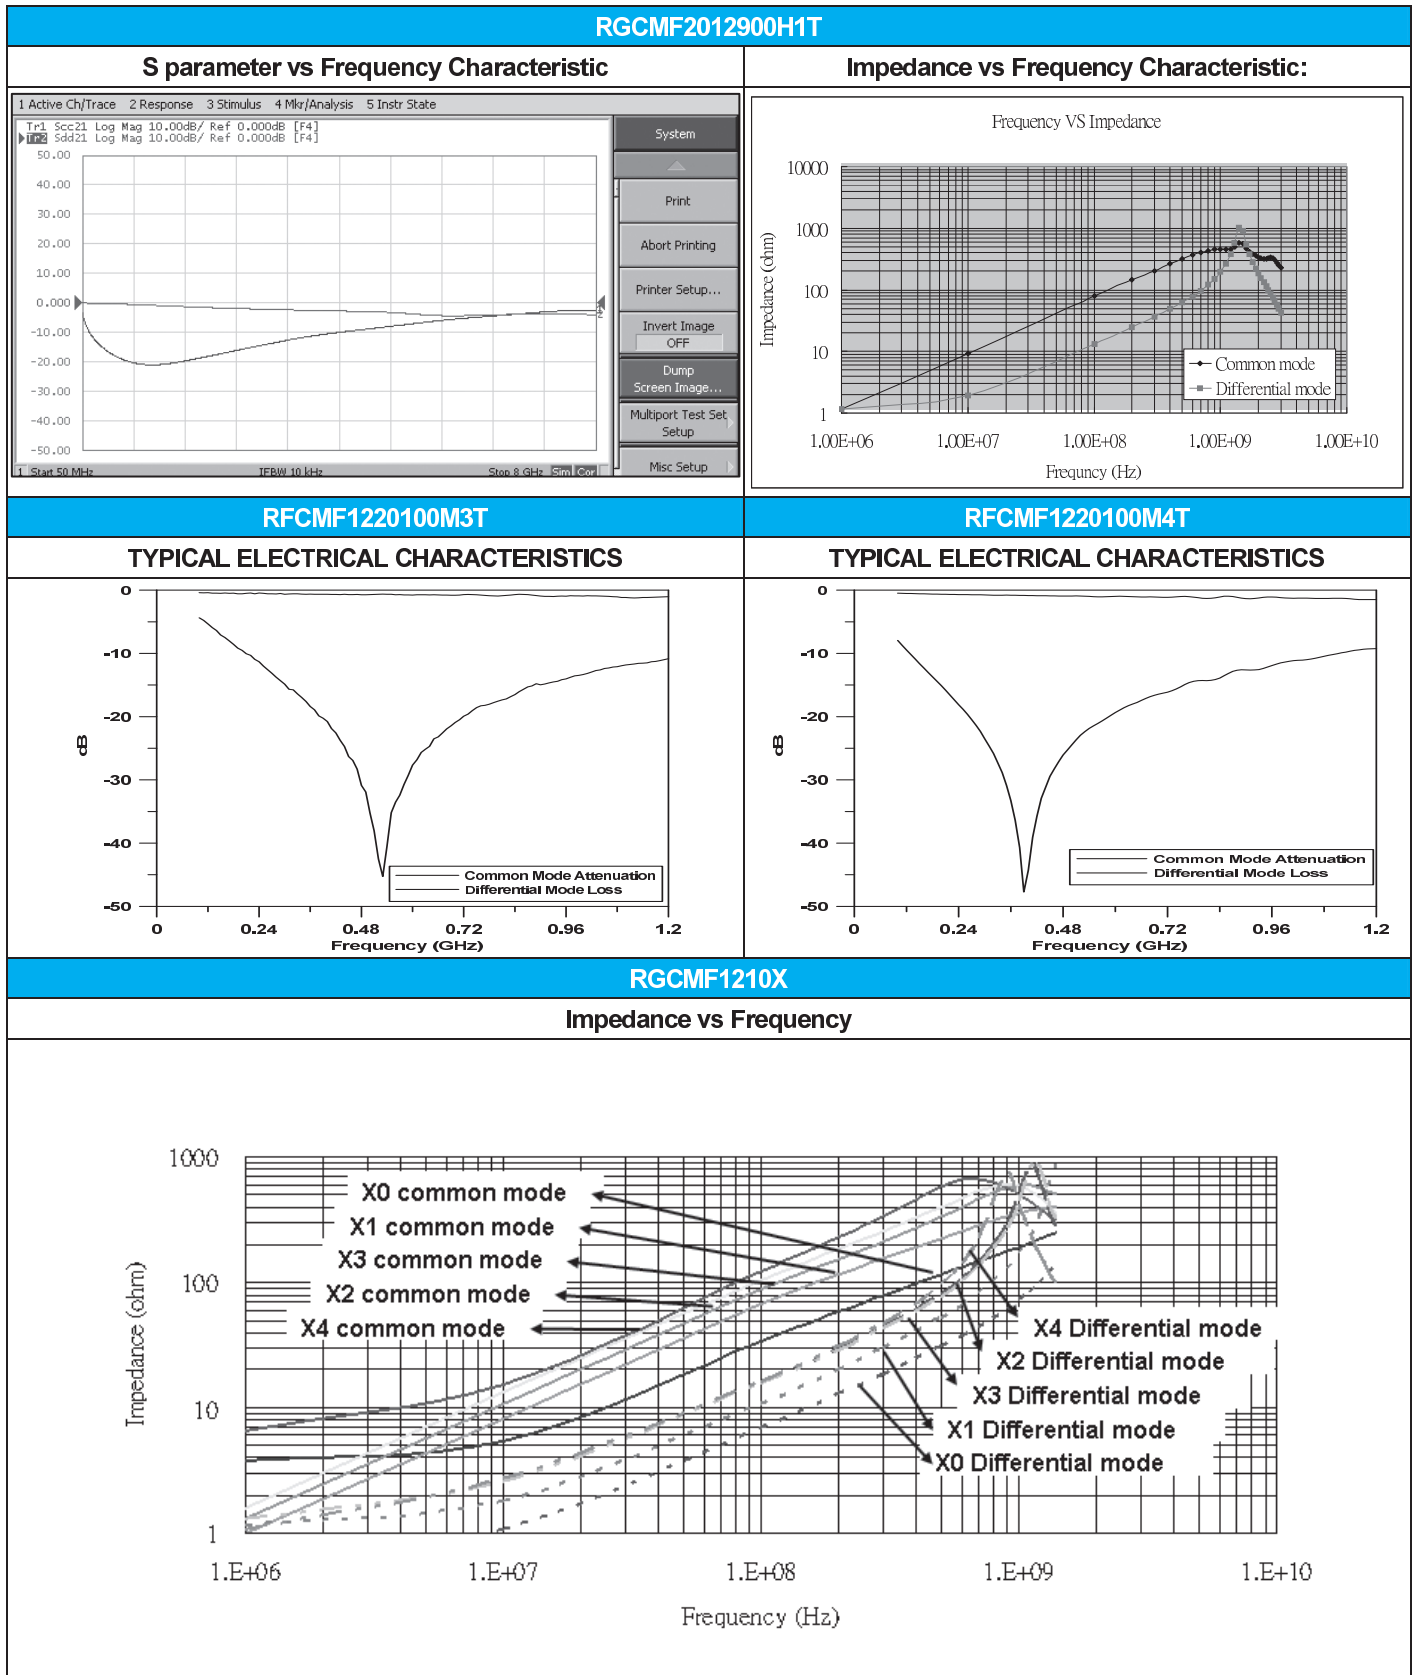 RGCMF2012900H1T
S parameter vs Frequency Characteristic
Impedance vs Frequency Characteristic:
1 Active Ch/Trace 2 Response 3 Stimulus 4 Mkr/Analysis 5 Instr State
Tr1 Scc21 Log Mag 10.00dB/ Ref 0.000dB [F4]
Tr2 Sdd21 Log Mag 10.00dB/ Ref 0.000dB [F4]
50.00
40.00
30.00
20.00
10.00
0.000
-10.00
-20.00
-30.00
-40.00
-50.00
1 Start 50 MHz IFBW 10 kHz Stop 8 GHz Sim Cor
System
Print
Abort Printing
Printer Setup...
Invert Image
OFF
Dump
Screen Image...
Multiport Test Set
Setup
Misc Setup
Frequency VS Impedance
Impedance (ohm)
10000
1000
100
10
1
Common mode
Differential mode
1.00E+06 1.00E+07 1.00E+08 1.00E+09 1.00E+10
Frequncy (Hz)
RFCMF1220100M3T
RFCMF1220100M4T
TYPICAL ELECTRICAL CHARACTERISTICS
TYPICAL ELECTRICAL CHARACTERISTICS
0
-10
-20
dB
-30
-40
-50
Common Mode Attenuation
Differential Mode Loss
0 0.24 0.48 0.72 0.96 1.2
Frequency (GHz)
0
-10
-20
dB
-30
-40
-50
Common Mode Attenuation
Differential Mode Loss
0 0.24 0.48 0.72 0.96 1.2
Frequency (GHz)
RGCMF1210X
Impedance vs Frequency
Impedance (ohm)
1000
100
10
1
X0 common mode
X1 common mode
X3 common mode
X2 common mode
X4 common mode
X4 Differential mode
X2 Differential mode
X3 Differential mode
X1 Differential mode
X0 Differential mode
1.E+06 1.E+07 1.E+08 1.E+09 1.E+10
Frequency (Hz)